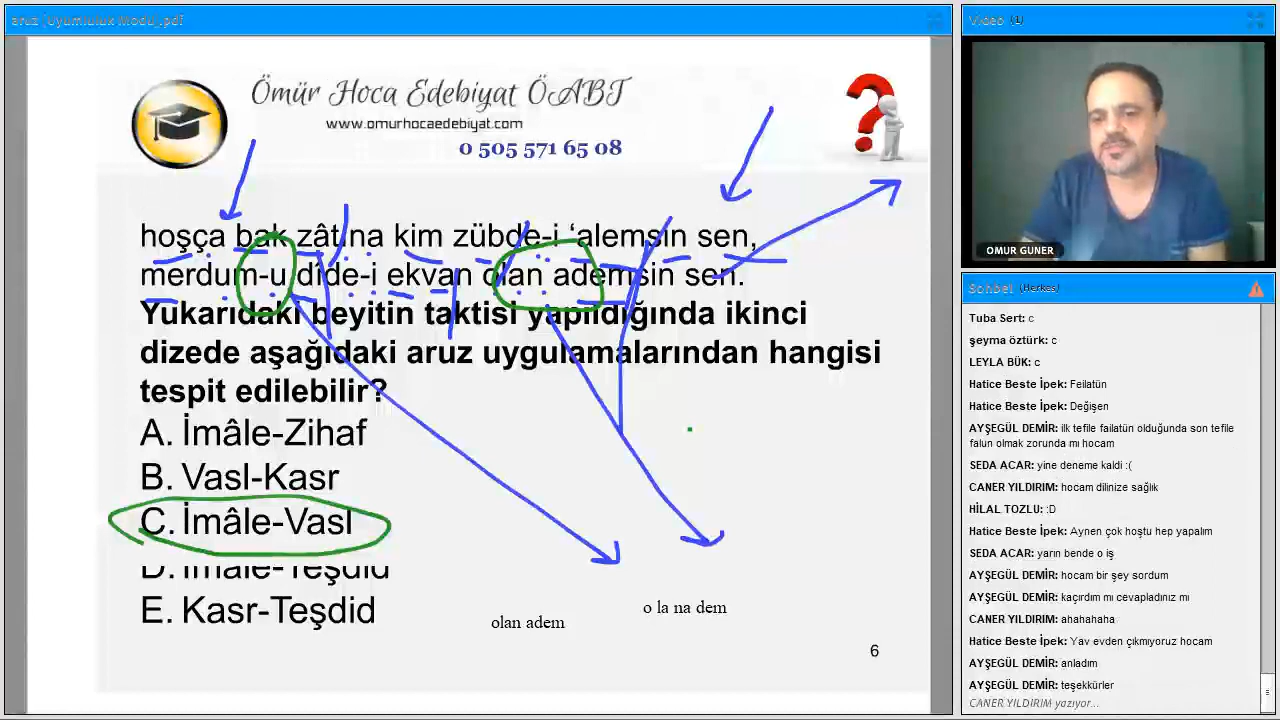 aruz [Uyumluluk Modu].pdf
Ömür Hoca Edebiyat ÖABT
www.omurhocaedebiyat.com
0 505 571 65 08
hoşça bak zâtına kim zübde-i ‘alemsin sen,
merdum-u dîde-i ekvan olan ademsin sen.
Yukarıdaki beyitin taktisi yapıldığında ikinci
dizede aşağıdaki aruz uygulamalarından hangisi
tespit edilebilir?
A. İmâle-Zihaf
B. Vasl-Kasr
C. İmâle-Vasl
D. İmâle-Teşdid
E. Kasr-Teşdid
olan adem
o la na dem
6
Video (1)
OMUR GUNER
Sohbet (Herkes)
Tuba Sert: c
şeyma öztürk: c
LEYLA BÜK: c
Hatice Beste İpek: Feilatün
Hatice Beste İpek: Değişen
AYŞEGÜL DEMİR: ilk tefile failatün olduğunda son tefile
falun olmak zorunda mı hocam
SEDA ACAR: yine deneme kaldi :(
CANER YILDIRIM: hocam dilinize sağlık
HİLAL TOZLU: :D
Hatice Beste İpek: Aynen çok hoştu hep yapalım
SEDA ACAR: yarın bende o iş
AYŞEGÜL DEMİR: hocam bir şey sordum
AYŞEGÜL DEMİR: kaçırdım mı cevapladınız mı
CANER YILDIRIM: ahahahaha
Hatice Beste İpek: Yav evden çıkmıyoruz hocam
AYŞEGÜL DEMİR: anladım
AYŞEGÜL DEMİR: teşekkürler
CANER YILDIRIM yazıyor...